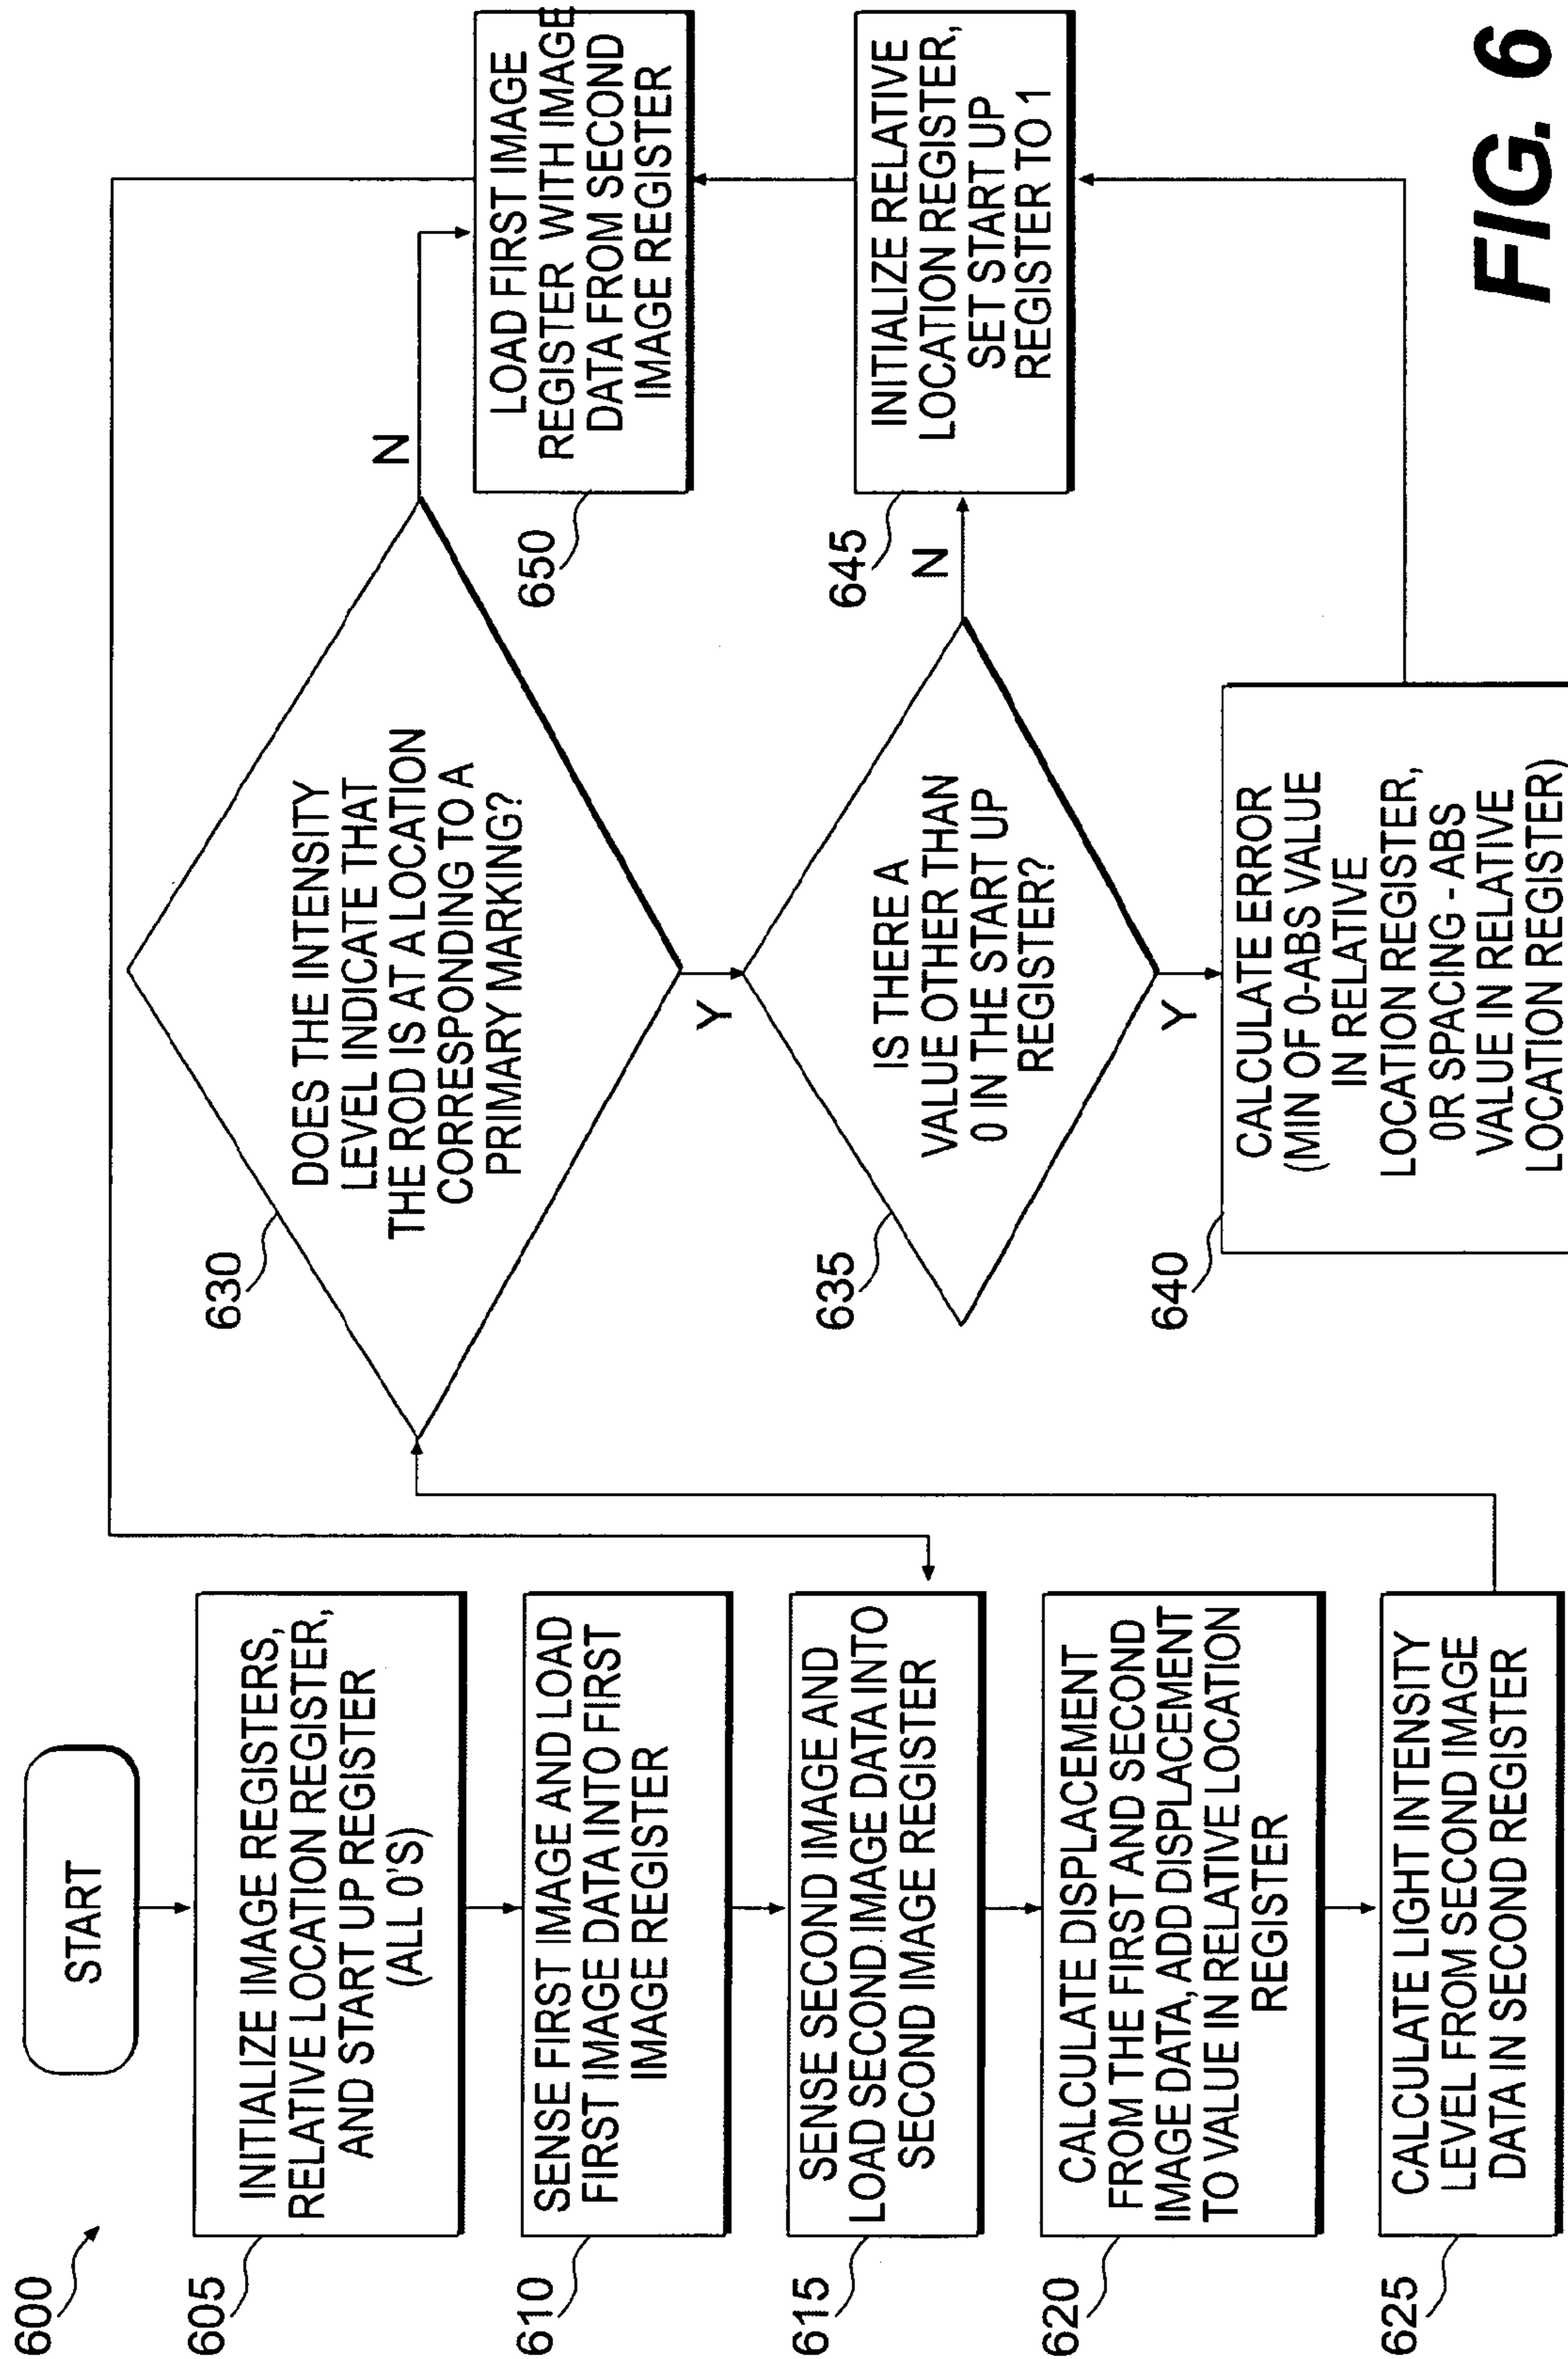 600
START
605
INITIALIZE IMAGE REGISTERS,
RELATIVE LOCATION REGISTER,
AND START UP REGISTER
(ALL 0'S)
610
SENSE FIRST IMAGE AND LOAD
FIRST IMAGE DATA INTO FIRST
IMAGE REGISTER
615
SENSE SECOND IMAGE AND
LOAD SECOND IMAGE DATA INTO
SECOND IMAGE REGISTER
620
CALCULATE DISPLACEMENT
FROM THE FIRST AND SECOND
IMAGE DATA, ADD DISPLACEMENT
TO VALUE IN RELATIVE LOCATION
REGISTER
625
CALCULATE LIGHT INTENSITY
LEVEL FROM SECOND IMAGE
DATA IN SECOND REGISTER
630
DOES THE INTENSITY
LEVEL INDICATE THAT
THE ROD IS AT A LOCATION
CORRESPONDING TO A
PRIMARY MARKING?
N
Y
635
IS THERE A
VALUE OTHER THAN
0 IN THE START UP
REGISTER?
N
Y
640
CALCULATE ERROR
(MIN OF 0-ABS VALUE
IN RELATIVE
LOCATION REGISTER,
0R SPACING - ABS
VALUE IN RELATIVE
LOCATION REGISTER)
650
LOAD FIRST IMAGE
REGISTER WITH IMAGE
DATA FROM SECOND
IMAGE REGISTER
645
INITIALIZE RELATIVE
LOCATION REGISTER,
SET START UP
REGISTER TO 1
FIG. 6